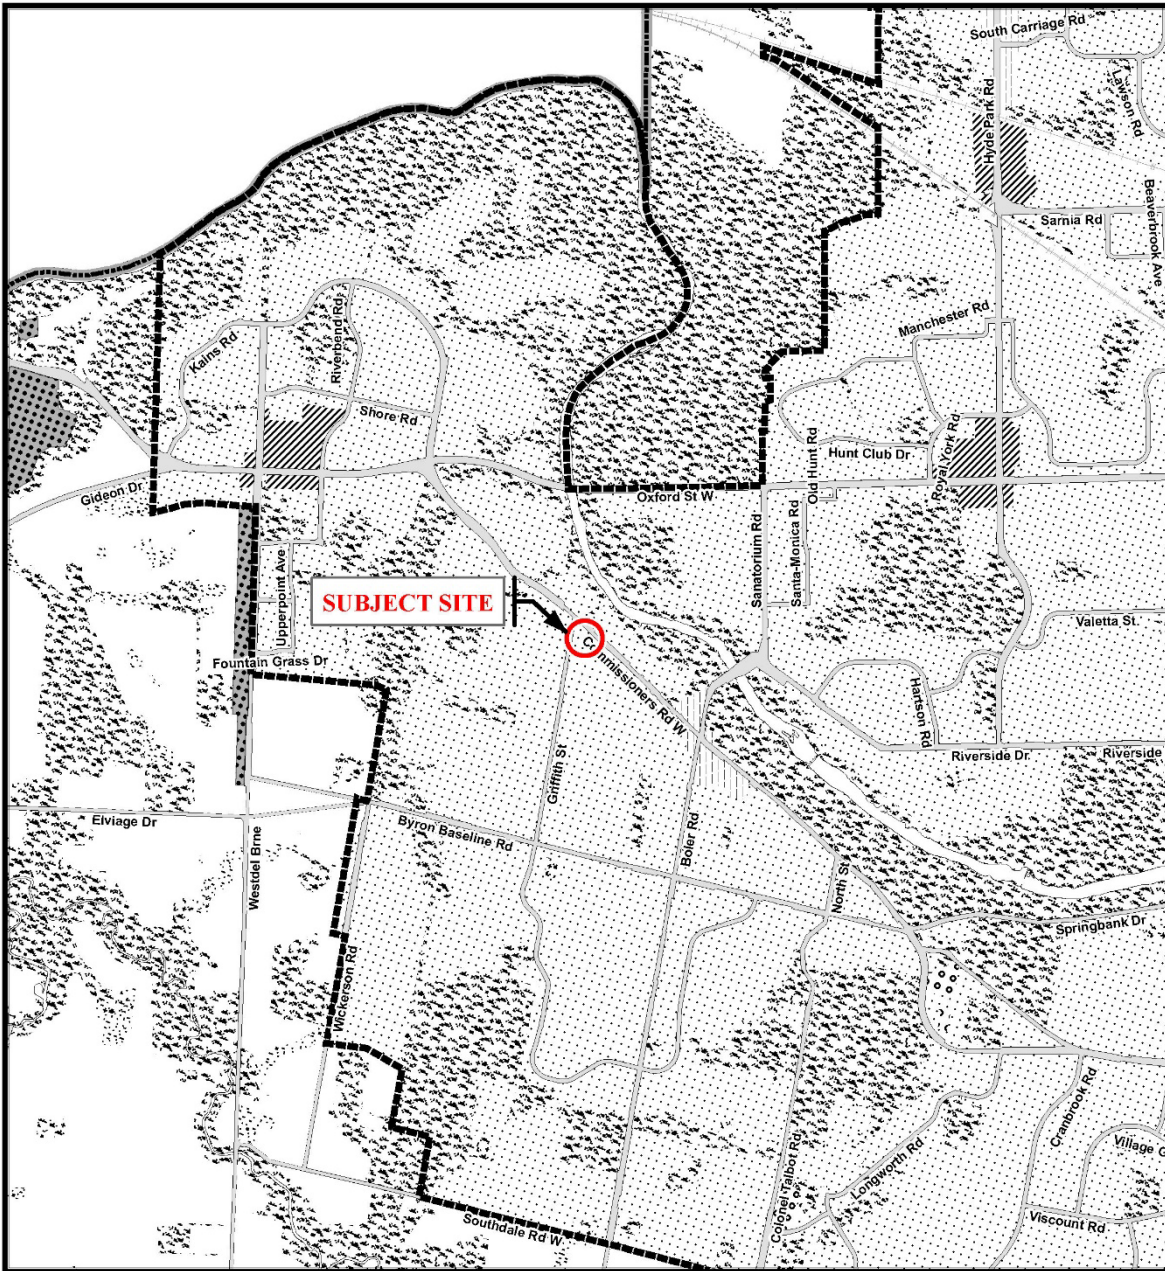 South Carriage Rd
Lawson Rd
Hyde Park Rd
Beaverbrook Ave
Sarnia Rd
Manchester Rd
Riverbend Rd
Kains Rd
Shore Rd
Royal York Rd
Old Hunt Rd
Hunt Club Dr
Gideon Dr
Oxford St W
Sanatorium Rd
Santa-Monica Rd
Upperpoint Ave
SUBJECT SITE
Valetta St
Fountain Grass Dr
Commissioners Rd W
Hartson Rd
Riverside Dr
Riverside
Griffith St
Elviage Dr
Byron Baseline Rd
Boler Rd
Westdel Brne
North St
Springbank Dr
Wickerson Rd
Cranbrook Rd
Village G
Longworth Rd
Colonel Talbot Rd
Viscount Rd
Southdale Rd W